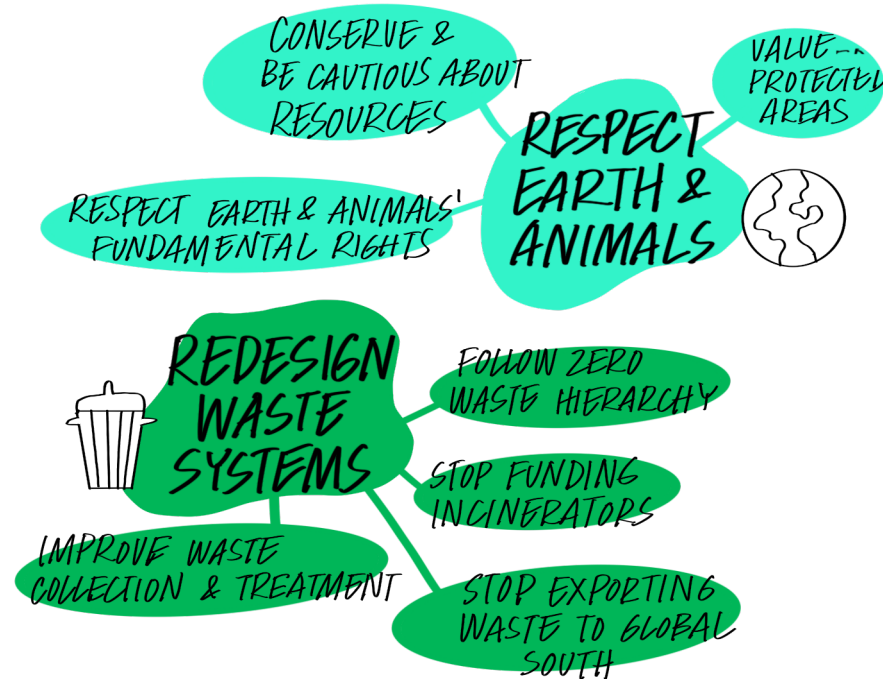 CONSERVE &
BE CAUTIOUS ABOUT
RESOURCES
VALUE
PROTECTED
AREAS
RESPECT
EARTH &
ANIMALS
RESPECT EARTH & ANIMALS'
FUNDAMENTAL RIGHTS
REDESIGN
WASTE
SYSTEMS
FOLLOW ZERO
WASTE HIERARCHY
STOP FUNDING
INCINERATORS
IMPROVE WASTE
COLLECTION & TREATMENT
STOP EXPORTING
WASTE TO GLOBAL
SOUTH